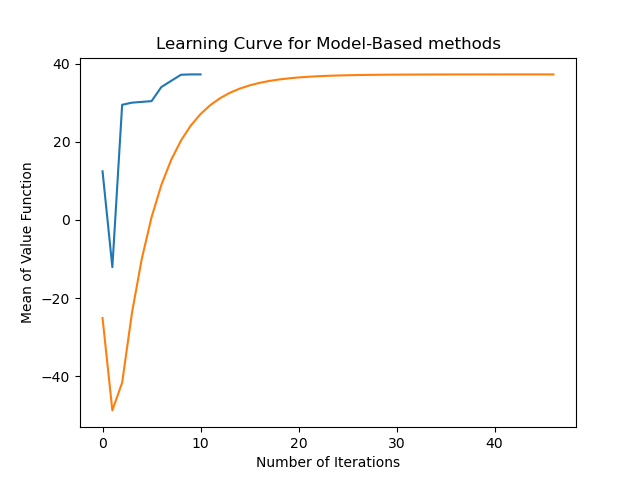 Learning Curve for Model-Based methods
40
20
0
−20
−40
Mean of Value Function
0 10 20 30 40
Number of Iterations